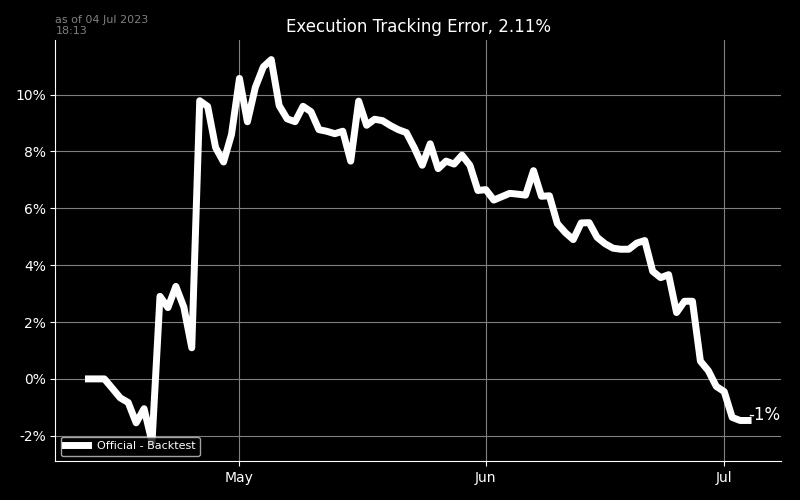 as of 04 Jul 2023
18:13
Execution Tracking Error, 2.11%
10%
8%
6%
4%
2%
0%
-2%
-1%
Official - Backtest
May
Jun
Jul